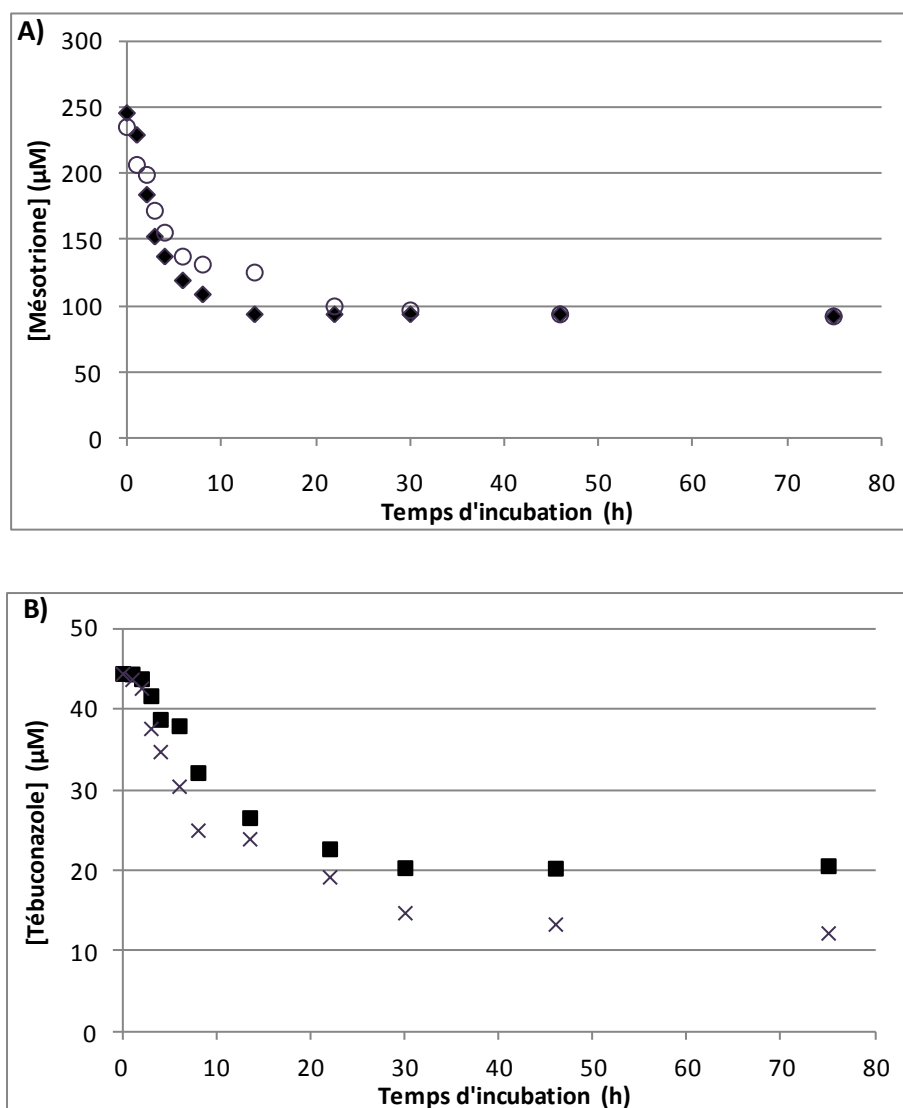 A)
300
250
200
150
100
50
0
[Mésotrione] (µM)
0 10 20 30 40 50 60 70 80
Temps d'incubation (h)
B)
50
40
30
20
10
0
[Tébuconazole] (µM)
0 10 20 30 40 50 60 70 80
Temps d'incubation (h)